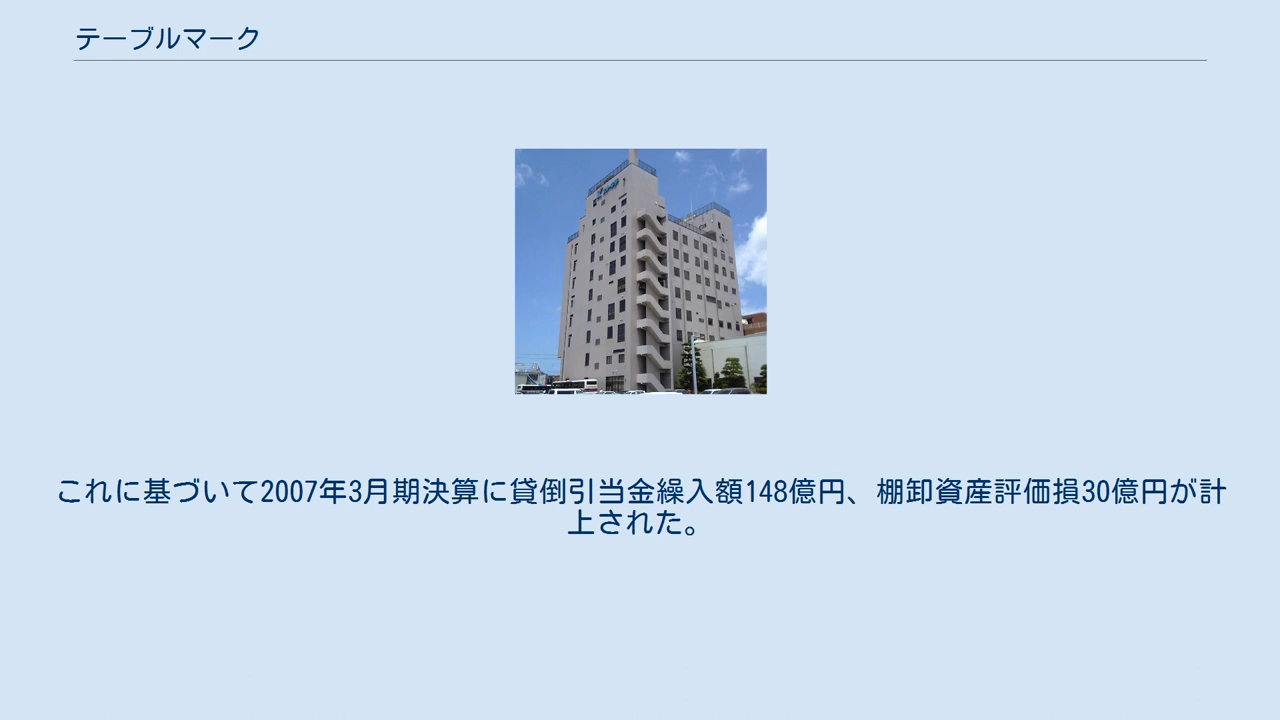 テーブルマーク
これに基づいて2007年3月期決算に貸倒引当金繰入額148億円、棚卸資産評価損30億円が計
上された。